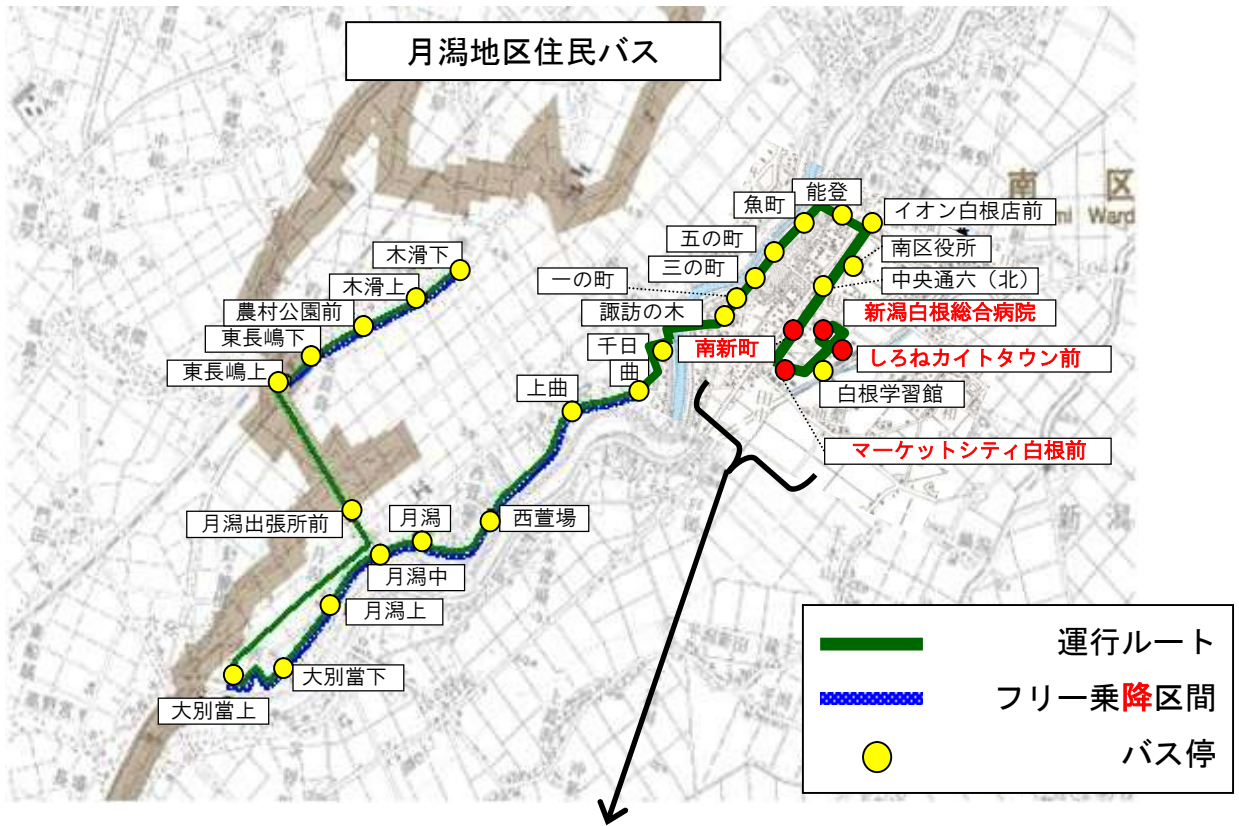 月潟地区住民バス
南 区
mi Ward
能登
魚町
イオン白根店前
五の町
南区役所
木滑下
三の町
中央通六（北）
一の町
木滑上
新潟白根総合病院
農村公園前
諏訪の木
東長嶋下
千日
南新町
しろねカイトタウン前
東長嶋上
曲
白根学習館
上曲
マーケットシティ白根前
月潟出張所前
月潟
西萱場
新潟
月潟中
月潟上
大別當下
大別當上
運行ルート
フリー乗降区間
バス停